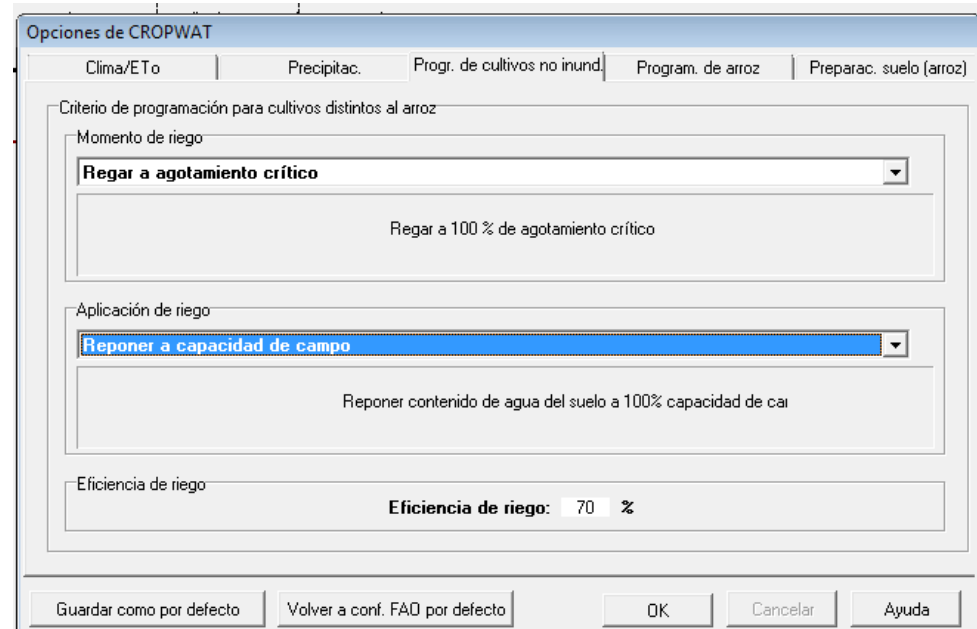 Opciones de CROPWAT
Clima/ETo
Precipitac.
Progr. de cultivos no inund.
Program. de arroz
Preparac. suelo (arroz)
Criterio de programación para cultivos distintos al arroz
Momento de riego
Regar a agotamiento crítico
Regar a 100 % de agotamiento crítico
Aplicación de riego
Reponer a capacidad de campo
Reponer contenido de agua del suelo a 100% capacidad de cai
Eficiencia de riego
Eficiencia de riego: 70 %
Guardar como por defecto
Volver a conf. FAO por defecto
OK
Cancelar
Ayuda